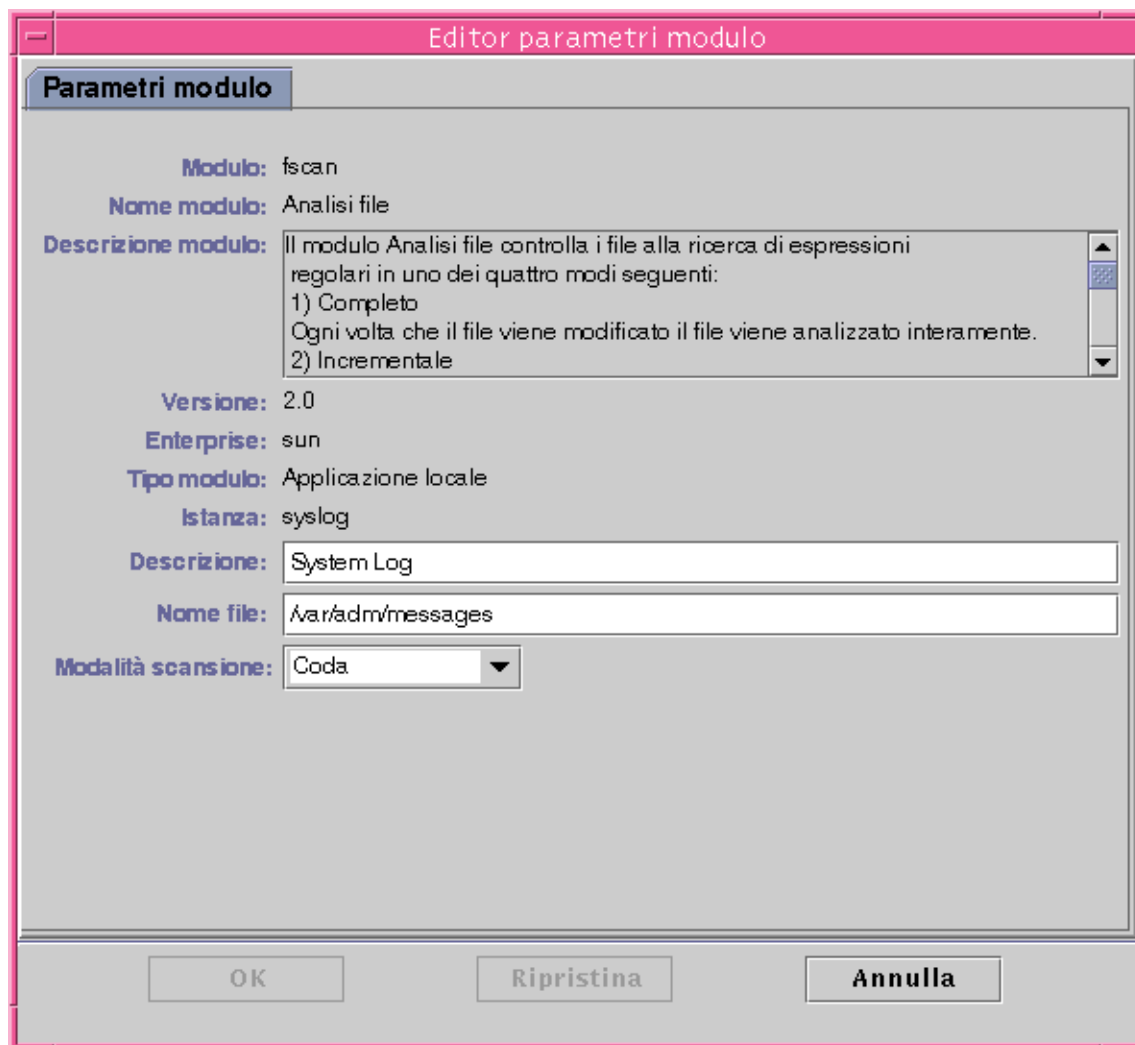 Editor parametri modulo
Parametri modulo
Modulo: fscan
Nome modulo: Analisi file
Descrizione modulo: Il modulo Analisi file controlla i file alla ricerca di espressioni
regolari in uno dei quattro modi seguenti:
1) Completo
Ogni volta che il file viene modificato il file viene analizzato interamente.
2) Incrementale
Versione: 2.0
Enterprise: sun
Tipo modulo: Applicazione locale
Istanza: syslog
Descrizione: System Log
Nome file: /var/adm/messages
Modalità scansione: Coda
OK Ripristina Annulla